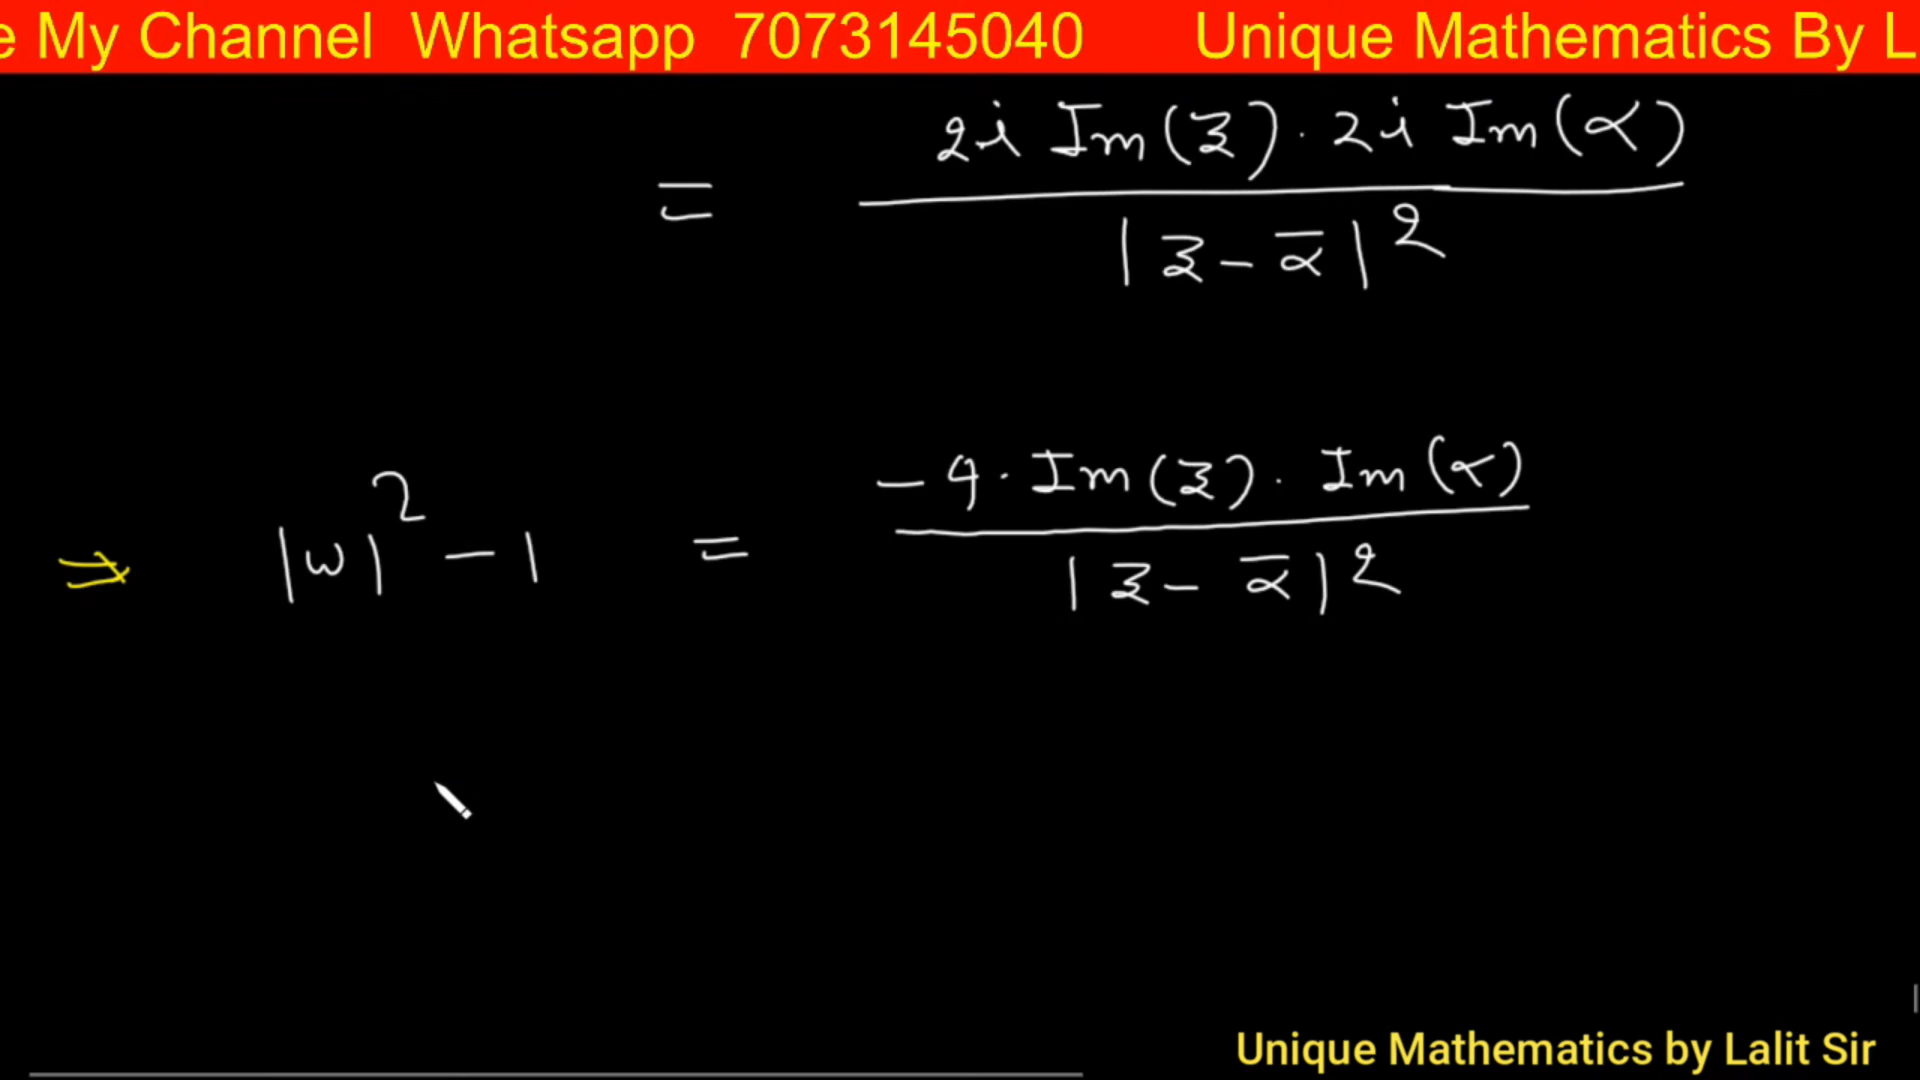 e My Channel Whatsapp 7073145040 Unique Mathematics By L
= 2i Im(z) . 2i Im(α)
|z - ᾱ|²
⇒ |w|² - 1 = -4 . Im(z) . Im(α)
|z - ᾱ|²
Unique Mathematics by Lalit Sir